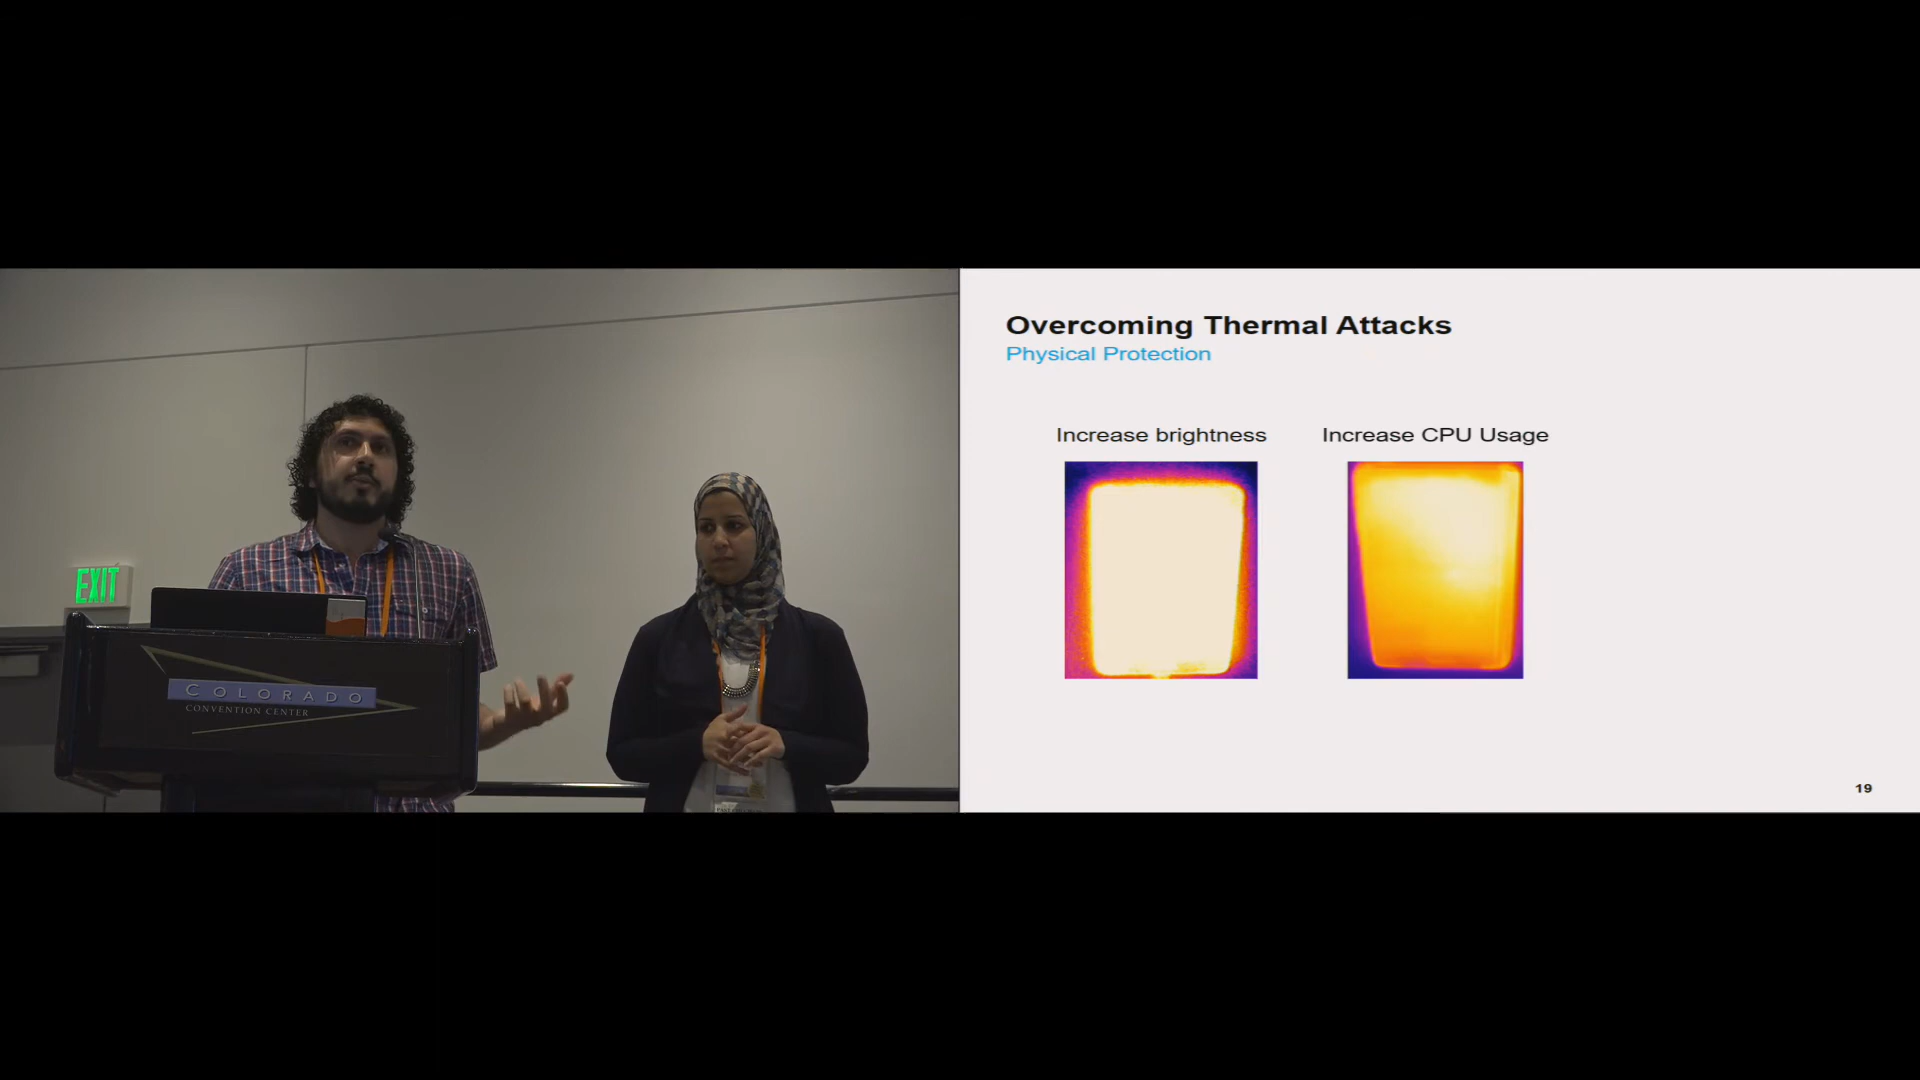 EXIT
COLORADO
CONVENTION CENTER
Overcoming Thermal Attacks
Physical Protection
Increase brightness
Increase CPU Usage
19